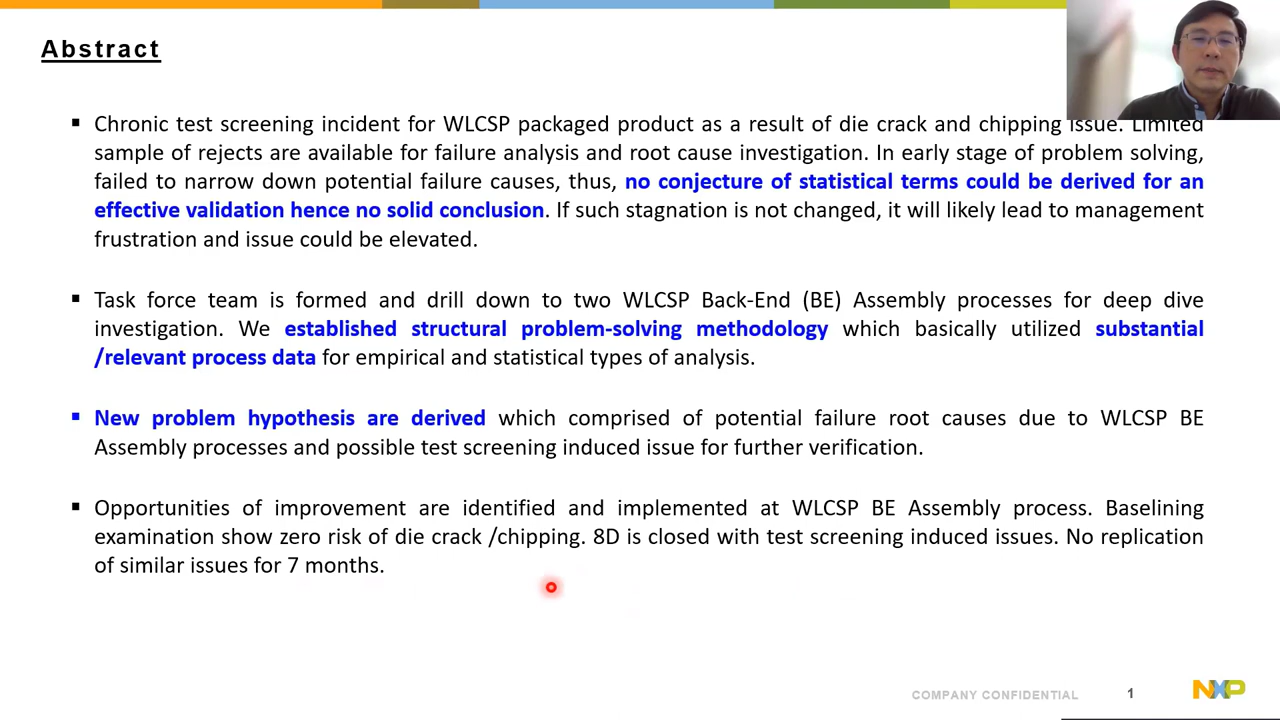 Abstract
▪ Chronic test screening incident for WLCSP packaged product as a result of die crack and chipping issue. Limited
sample of rejects are available for failure analysis and root cause investigation. In early stage of problem solving,
failed to narrow down potential failure causes, thus, no conjecture of statistical terms could be derived for an
effective validation hence no solid conclusion. If such stagnation is not changed, it will likely lead to management
frustration and issue could be elevated.
▪ Task force team is formed and drill down to two WLCSP Back-End (BE) Assembly processes for deep dive
investigation. We established structural problem-solving methodology which basically utilized substantial
/relevant process data for empirical and statistical types of analysis.
▪ New problem hypothesis are derived which comprised of potential failure root causes due to WLCSP BE
Assembly processes and possible test screening induced issue for further verification.
▪ Opportunities of improvement are identified and implemented at WLCSP BE Assembly process. Baselining
examination show zero risk of die crack /chipping. 8D is closed with test screening induced issues. No replication
of similar issues for 7 months.
COMPANY CONFIDENTIAL 1 NXP